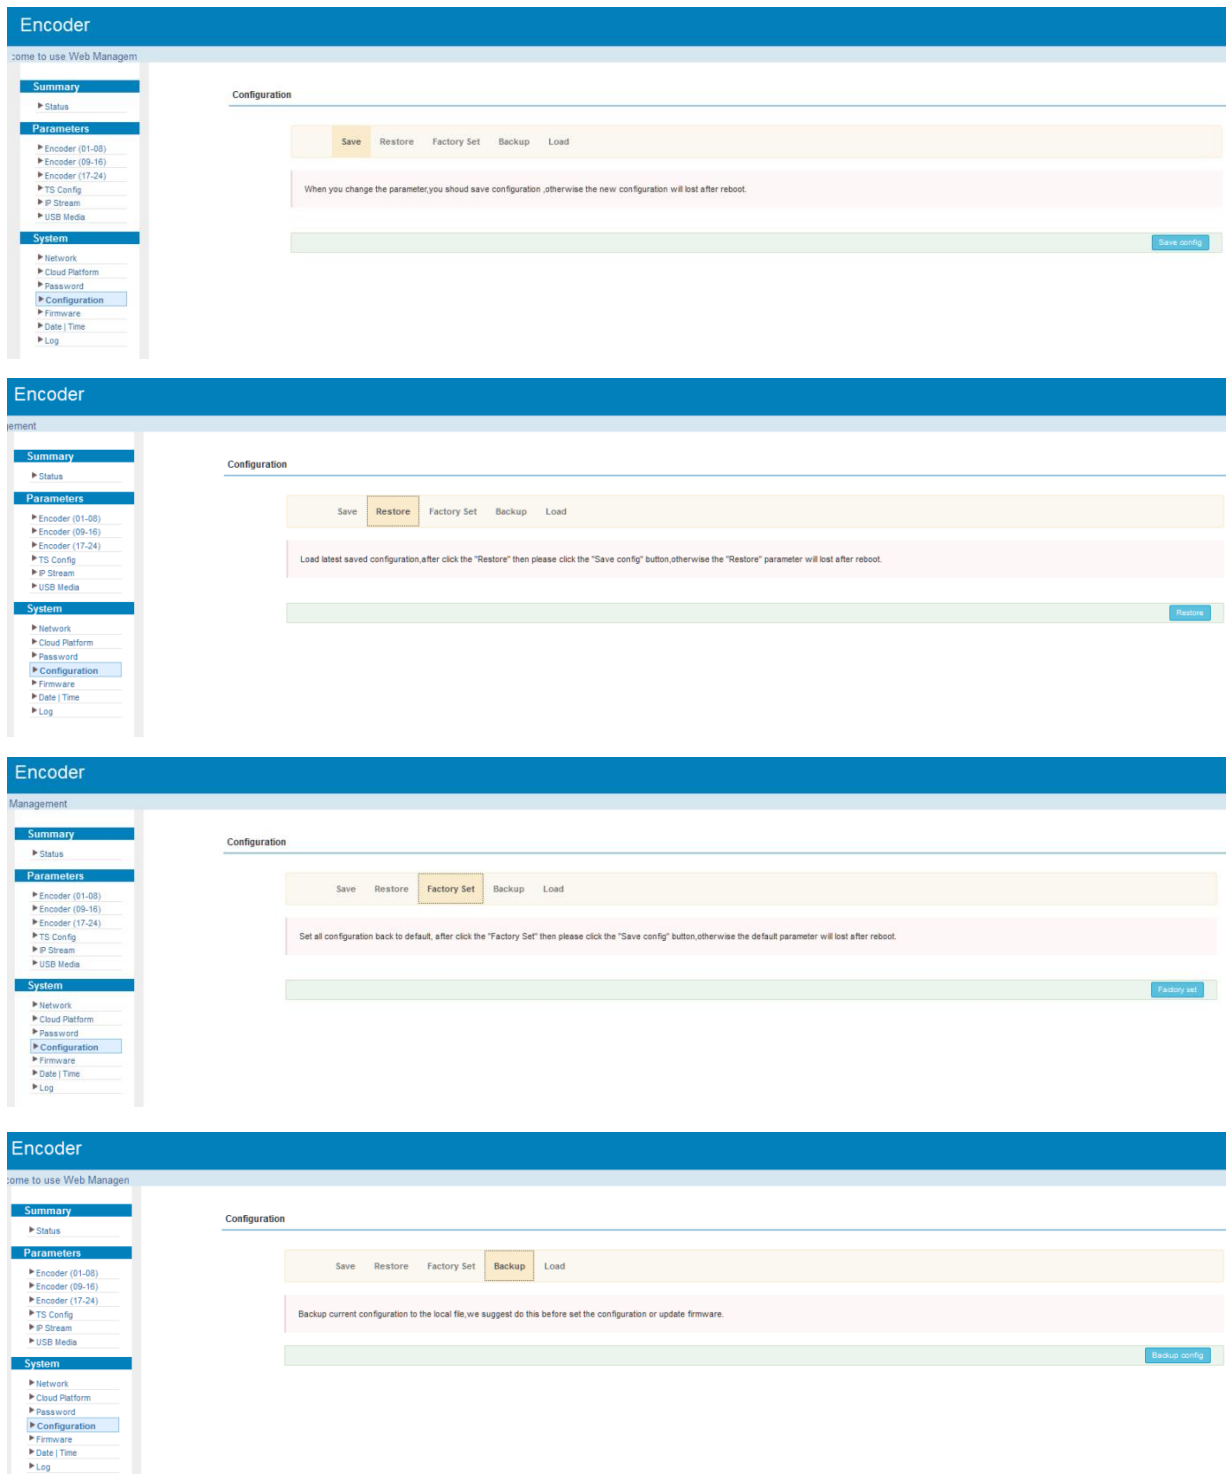 Encoder
:ome to use Web Managem
Summary
Status
Parameters
Encoder (01-08)
Encoder (09-16)
Encoder (17-24)
TS Config
IP Stream
USB Media
System
Network
Cloud Platform
Password
Configuration
Firmware
Date | Time
Log
Configuration
Save Restore Factory Set Backup Load
When you change the parameter,you shoud save configuration ,otherwise the new configuration will lost after reboot.
Save config
Encoder
jement
Summary
Status
Parameters
Encoder (01-08)
Encoder (09-16)
Encoder (17-24)
TS Config
IP Stream
USB Media
System
Network
Cloud Platform
Password
Configuration
Firmware
Date | Time
Log
Configuration
Save Restore Factory Set Backup Load
Load latest saved configuration,after click the "Restore" then please click the "Save config" button,otherwise the "Restore" parameter will lost after reboot.
Restore
Encoder
Management
Summary
Status
Parameters
Encoder (01-08)
Encoder (09-16)
Encoder (17-24)
TS Config
IP Stream
USB Media
System
Network
Cloud Platform
Password
Configuration
Firmware
Date | Time
Log
Configuration
Save Restore Factory Set Backup Load
Set all configuration back to default, after click the "Factory Set" then please click the "Save config" button,otherwise the default parameter will lost after reboot.
Factory set
Encoder
:ome to use Web Managen
Summary
Status
Parameters
Encoder (01-08)
Encoder (09-16)
Encoder (17-24)
TS Config
IP Stream
USB Media
System
Network
Cloud Platform
Password
Configuration
Firmware
Date | Time
Log
Configuration
Save Restore Factory Set Backup Load
Backup current configuration to the local file,we suggest do this before set the configuration or update firmware.
Backup config